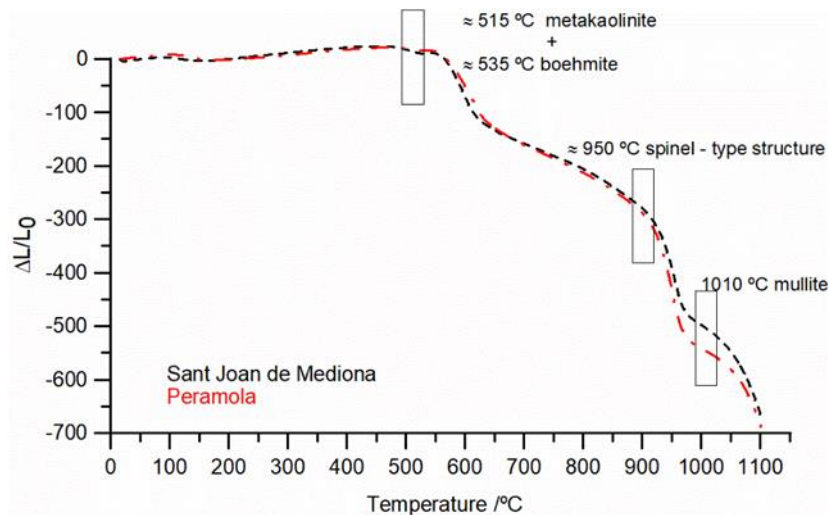 ≈ 515 ºC metakaolinite
+
≈ 535 ºC boehmite
≈ 950 ºC spinel - type structure
1010 ºC mullite
Sant Joan de Mediona
Peramola
ΔL/L0
0
-100
-200
-300
-400
-500
-600
-700
0 100 200 300 400 500 600 700 800 900 1000 1100
Temperature /ºC